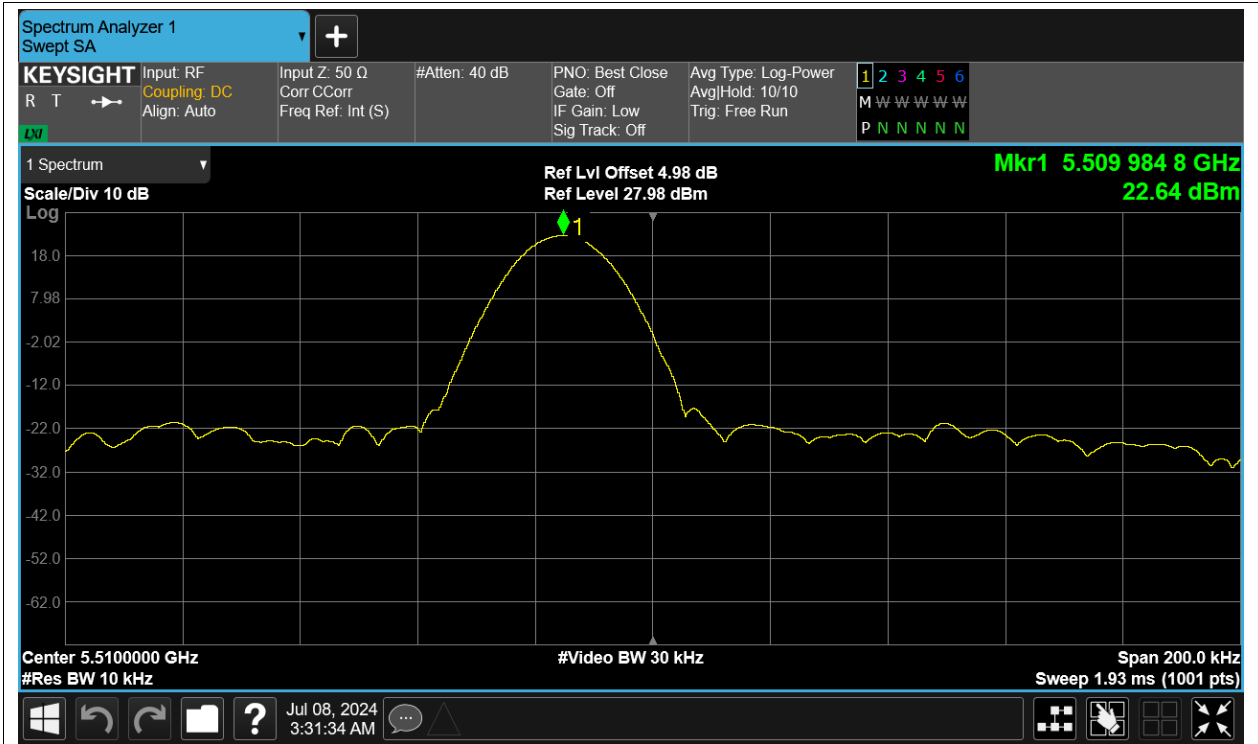 Spectrum Analyzer 1
Swept SA
KEYSIGHT
R T
LXI
Input: RF
Coupling: DC
Align: Auto
Input Z: 50 Ω
Corr CCorr
Freq Ref: Int (S)
#Atten: 40 dB
PNO: Best Close
Gate: Off
IF Gain: Low
Sig Track: Off
Avg Type: Log-Power
Avg|Hold: 10/10
Trig: Free Run
1 2 3 4 5 6
M W W W W W
P N N N N N
1 Spectrum
Scale/Div 10 dB
Log
Ref Lvl Offset 4.98 dB
Ref Level 27.98 dBm
Mkr1 5.509 984 8 GHz
22.64 dBm
1
18.0
7.98
-2.02
-12.0
-22.0
-32.0
-42.0
-52.0
-62.0
Center 5.5100000 GHz
#Video BW 30 kHz
Span 200.0 kHz
#Res BW 10 kHz
Sweep 1.93 ms (1001 pts)
?
Jul 08, 2024
3:31:34 AM